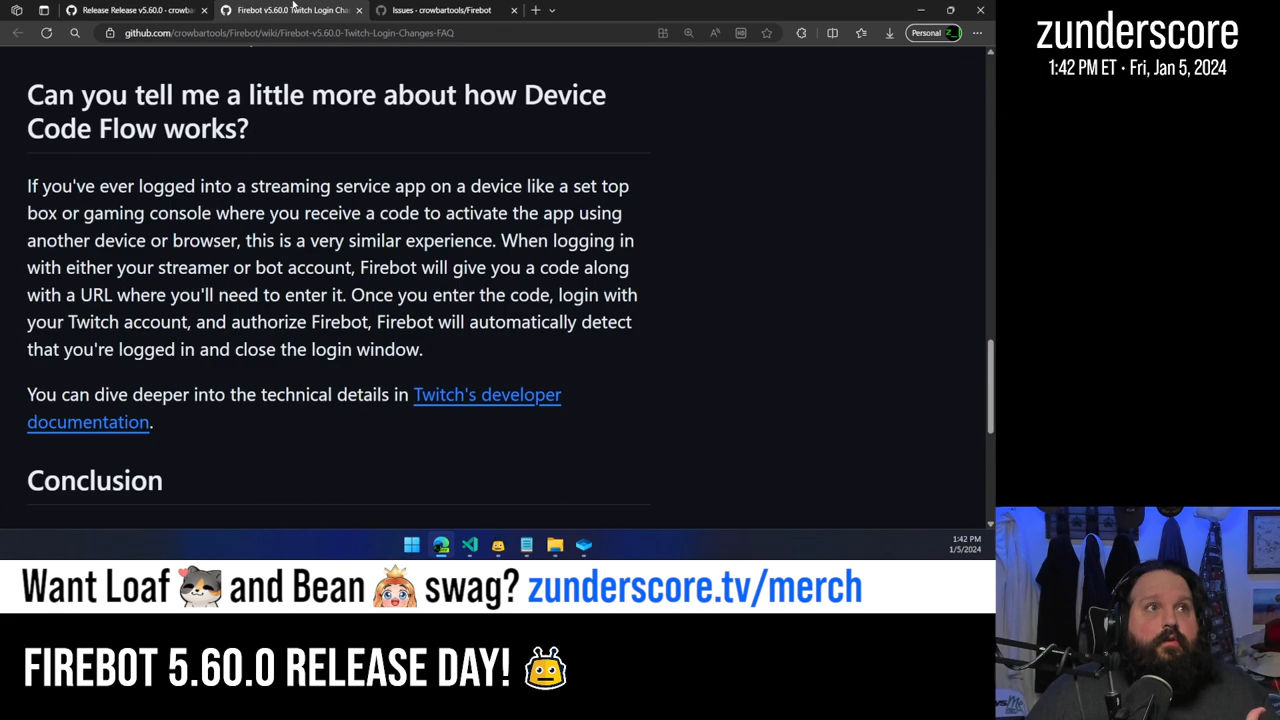 Release Release v5.60.0 · crowba
Firebot v5.60.0 Twitch Login Cha
Issues · crowbartools/Firebot
github.com/crowbartools/Firebot/wiki/Firebot-v5.60.0-Twitch-Login-Changes-FAQ
Personal
Can you tell me a little more about how Device
Code Flow works?
If you've ever logged into a streaming service app on a device like a set top
box or gaming console where you receive a code to activate the app using
another device or browser, this is a very similar experience. When logging in
with either your streamer or bot account, Firebot will give you a code along
with a URL where you'll need to enter it. Once you enter the code, login with
your Twitch account, and authorize Firebot, Firebot will automatically detect
that you're logged in and close the login window.
You can dive deeper into the technical details in Twitch's developer
documentation.
Conclusion
1:42 PM
1/5/2024
zunderscore
1:42 PM ET • Fri, Jan 5, 2024
Want Loaf and Bean swag? zunderscore.tv/merch
FIREBOT 5.60.0 RELEASE DAY!